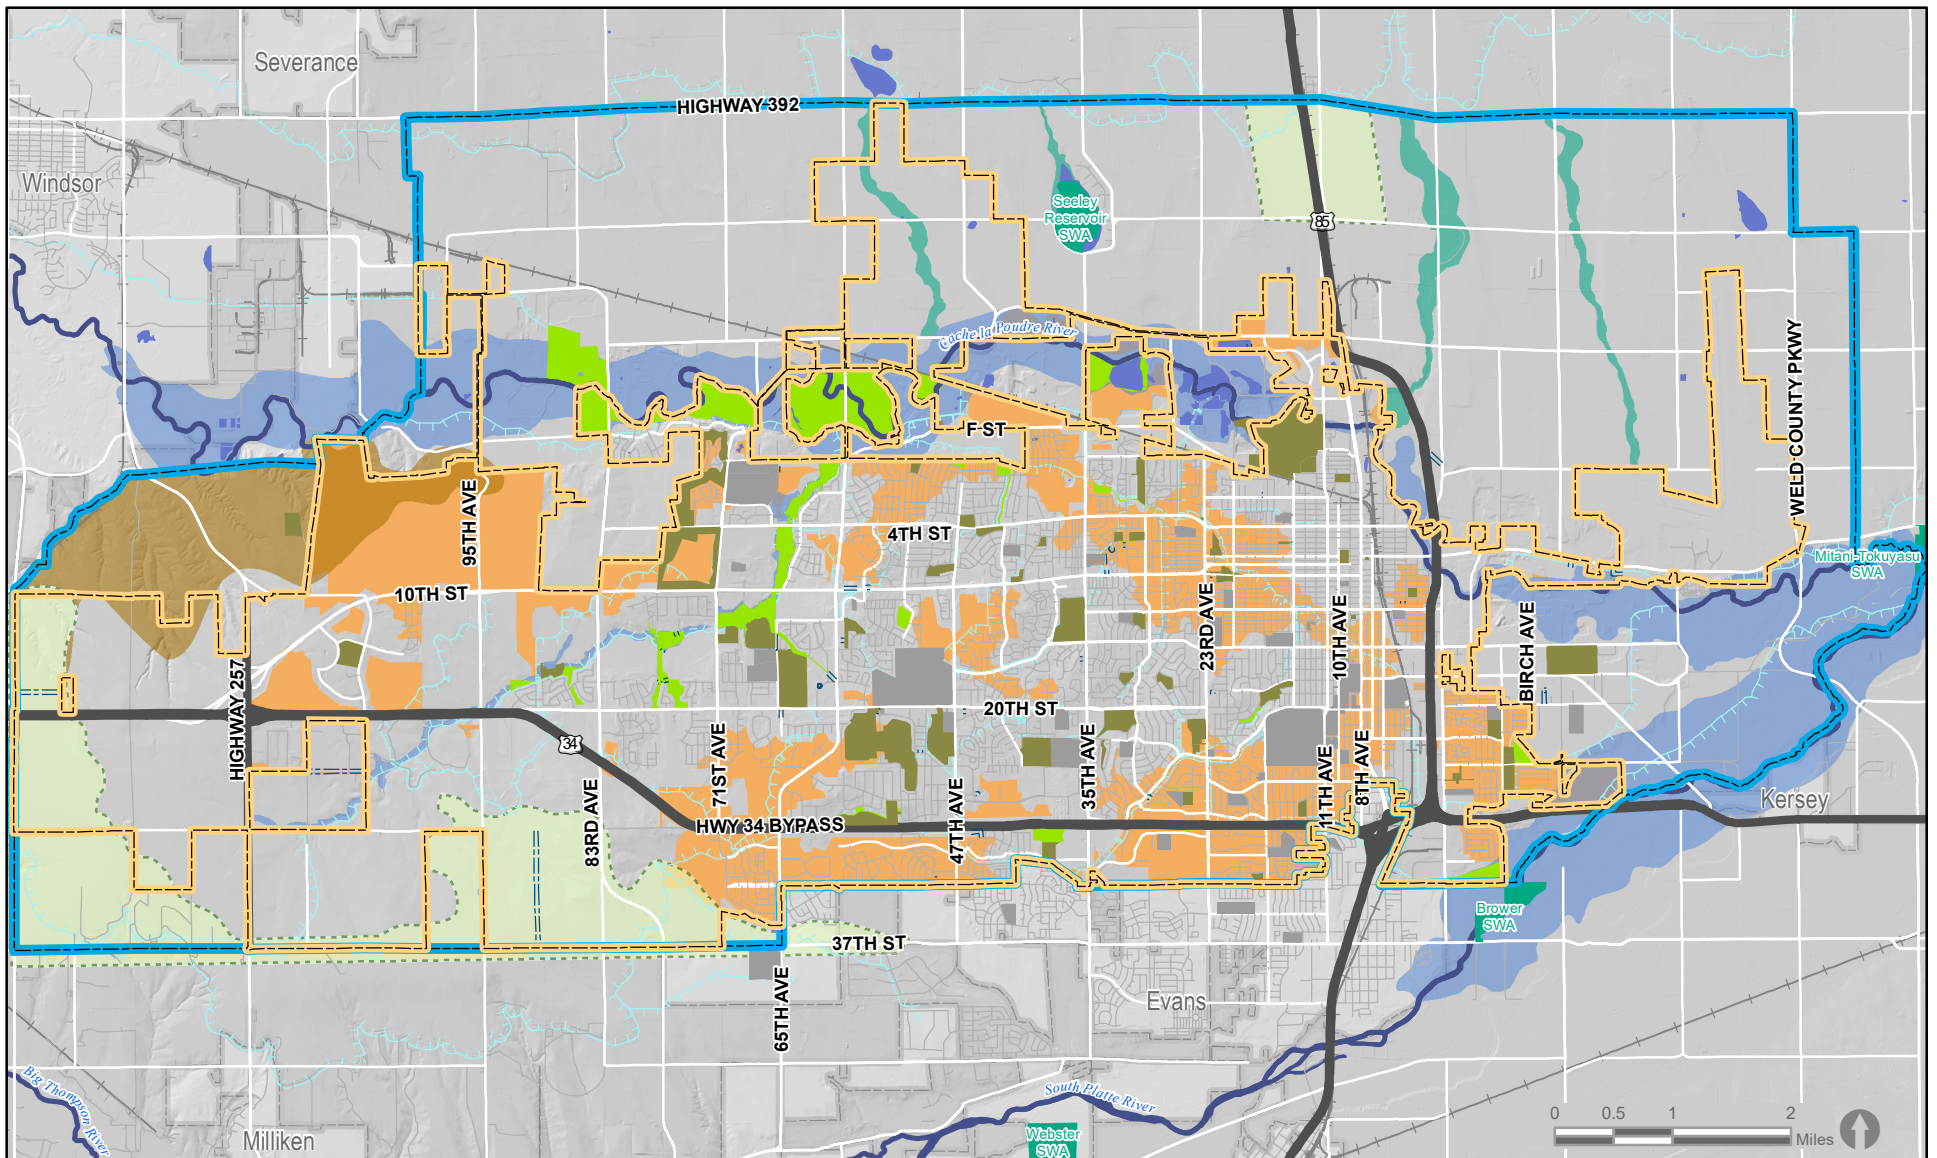 Severance
HIGHWAY 392
Windsor
Seeley
Reservoir
SWA
85
Cache la Poudre River
WELD COUNTY PKWY
F ST
95TH AVE
4TH ST
Mitani-Tokuyasu
SWA
10TH ST
23RD AVE
10TH AVE
BIRCH AVE
HIGHWAY 257
20TH ST
34
71ST AVE
35TH AVE
11TH AVE
8TH AVE
83RD AVE
47TH AVE
HWY 34 BYPASS
Kersey
Brower
SWA
37TH ST
65TH AVE
Evans
Big Thompson River
South Platte River
Milliken
Webster
SWA
0 0.5 1 2
Miles